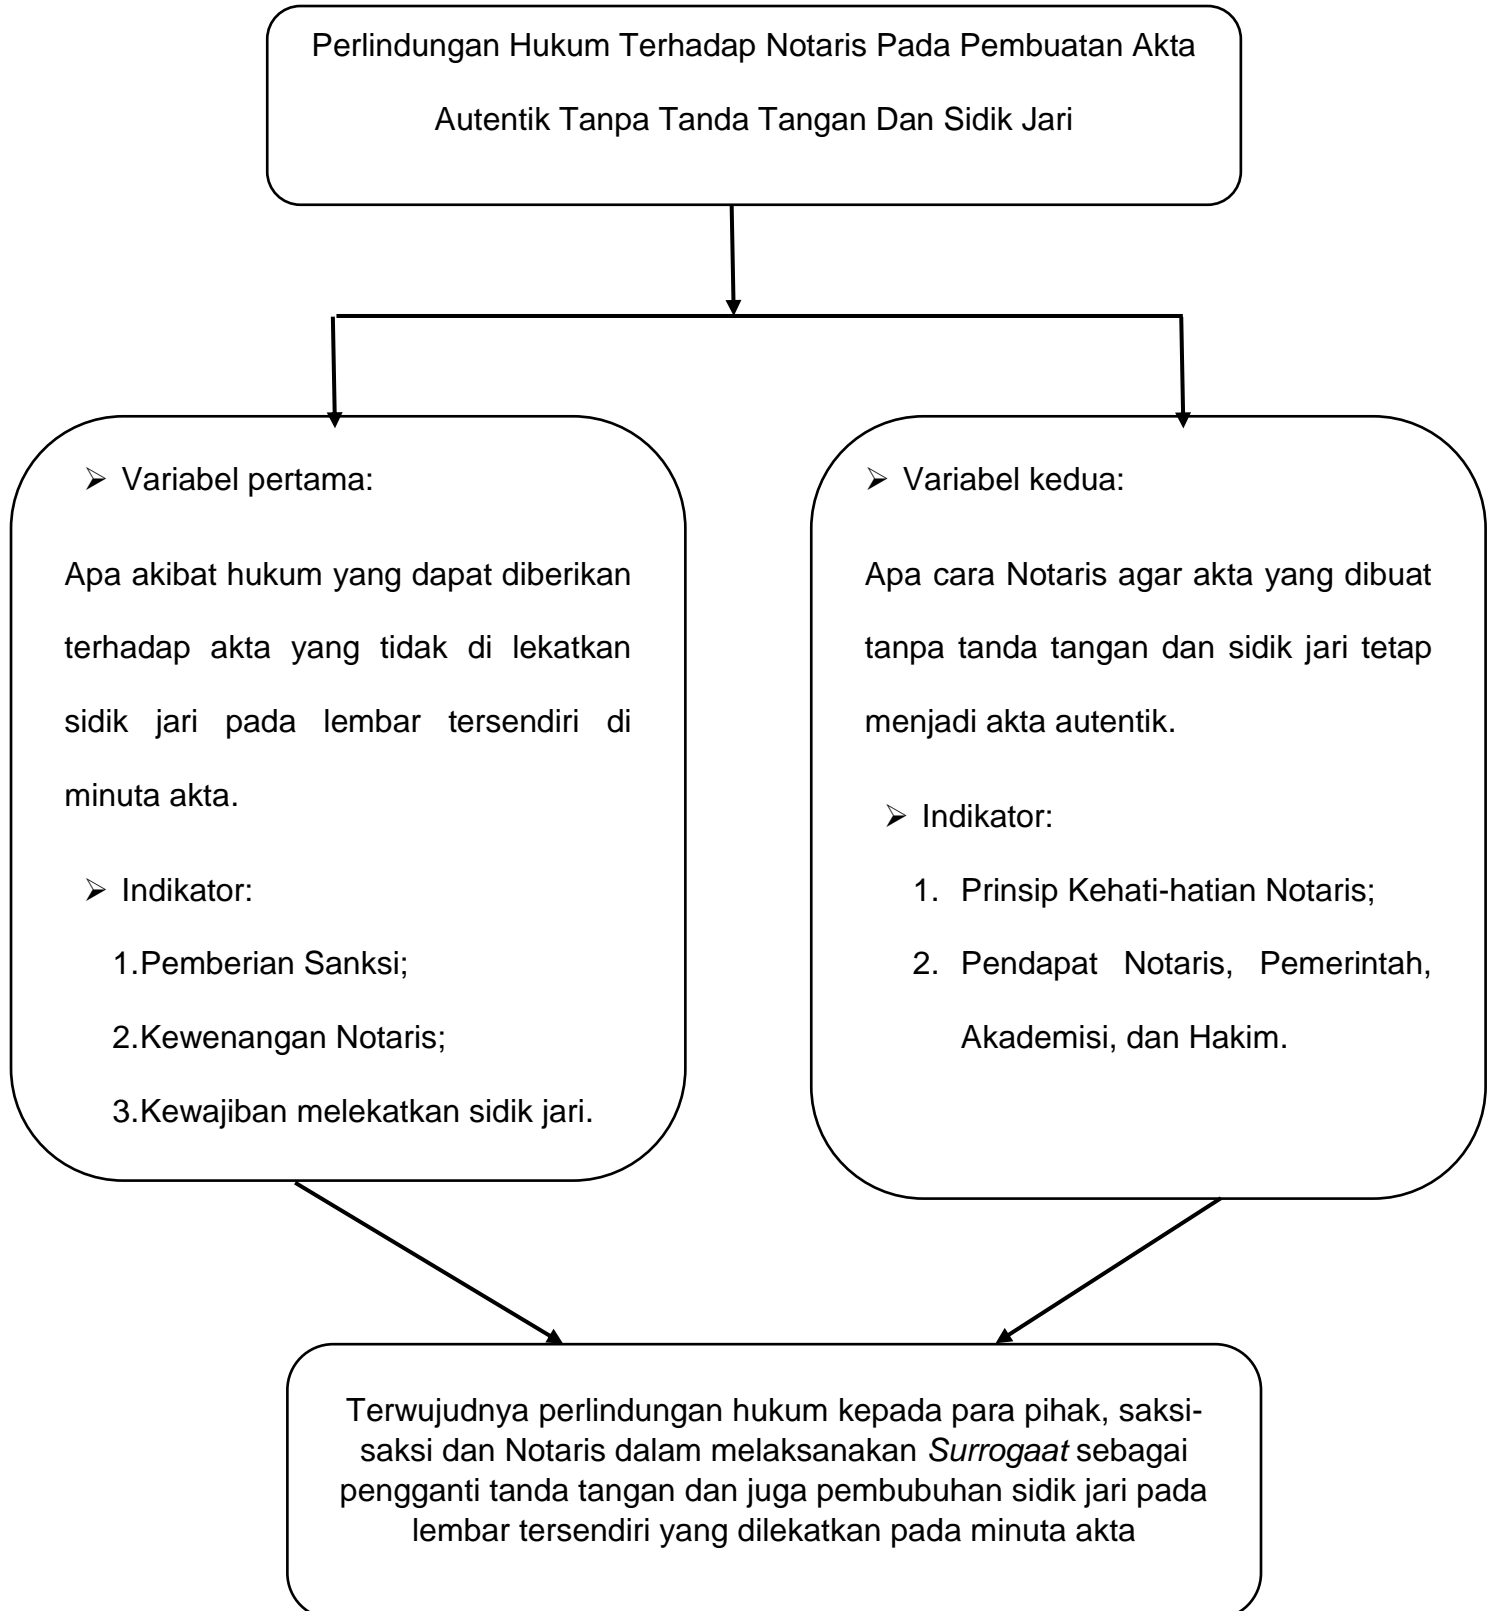 Perlindungan Hukum Terhadap Notaris Pada Pembuatan Akta
Autentik Tanpa Tanda Tangan Dan Sidik Jari
➢ Variabel pertama:
Apa akibat hukum yang dapat diberikan
terhadap akta yang tidak di lekatkan
sidik jari pada lembar tersendiri di
minuta akta.
➢ Indikator:
1.Pemberian Sanksi;
2.Kewenangan Notaris;
3.Kewajiban melekatkan sidik jari.
➢ Variabel kedua:
Apa cara Notaris agar akta yang dibuat
tanpa tanda tangan dan sidik jari tetap
menjadi akta autentik.
➢ Indikator:
1. Prinsip Kehati-hatian Notaris;
2. Pendapat Notaris, Pemerintah,
Akademisi, dan Hakim.
Terwujudnya perlindungan hukum kepada para pihak, saksi-
saksi dan Notaris dalam melaksanakan Surrogaat sebagai
pengganti tanda tangan dan juga pembubuhan sidik jari pada
lembar tersendiri yang dilekatkan pada minuta akta